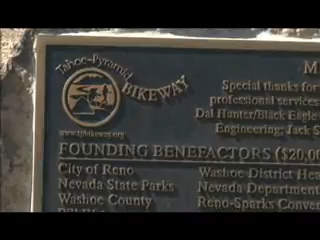 Tahoe-Pyramid
BIKEWAY
www.tpbikeway.org
M
Special thanks for
professional services
Dal Hunter/Black Eagle
Engineering; Jack S
FOUNDING BENEFACTORS ($20,00
City of Reno
Nevada State Parks
Washoe County
Washoe District Hea
Nevada Department
Reno-Sparks Conve